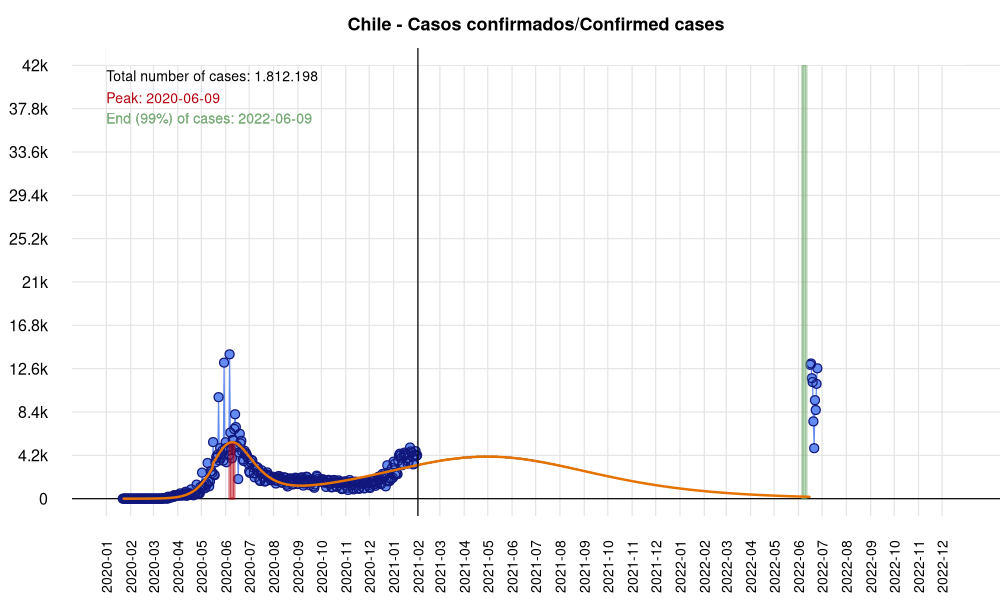 Chile - Casos confirmados/Confirmed cases
Total number of cases: 1.812.198
Peak: 2020-06-09
End (99%) of cases: 2022-06-09
42k
37.8k
33.6k
29.4k
25.2k
21k
16.8k
12.6k
8.4k
4.2k
0
2020-01
2020-02
2020-03
2020-04
2020-05
2020-06
2020-07
2020-08
2020-09
2020-10
2020-11
2020-12
2021-01
2021-02
2021-03
2021-04
2021-05
2021-06
2021-07
2021-08
2021-09
2021-10
2021-11
2021-12
2022-01
2022-02
2022-03
2022-04
2022-05
2022-06
2022-07
2022-08
2022-09
2022-10
2022-11
2022-12